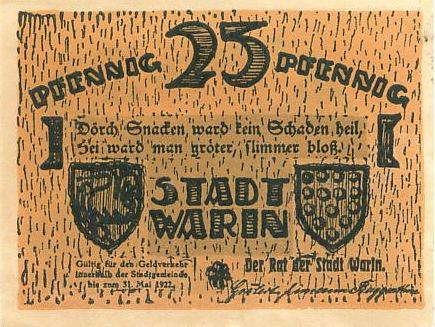 PFENNIG 25 PFENNIG
Dörch Snacken ward kein Schaden heil,
Hei ward man gröter, slimmer bloß.
STADT
WARIN
Gültig für den Geldverkehr
innerhalb der Stadtgemeinde
bis zum 31. Mai 1922.
Der Rat der Stadt Warin.